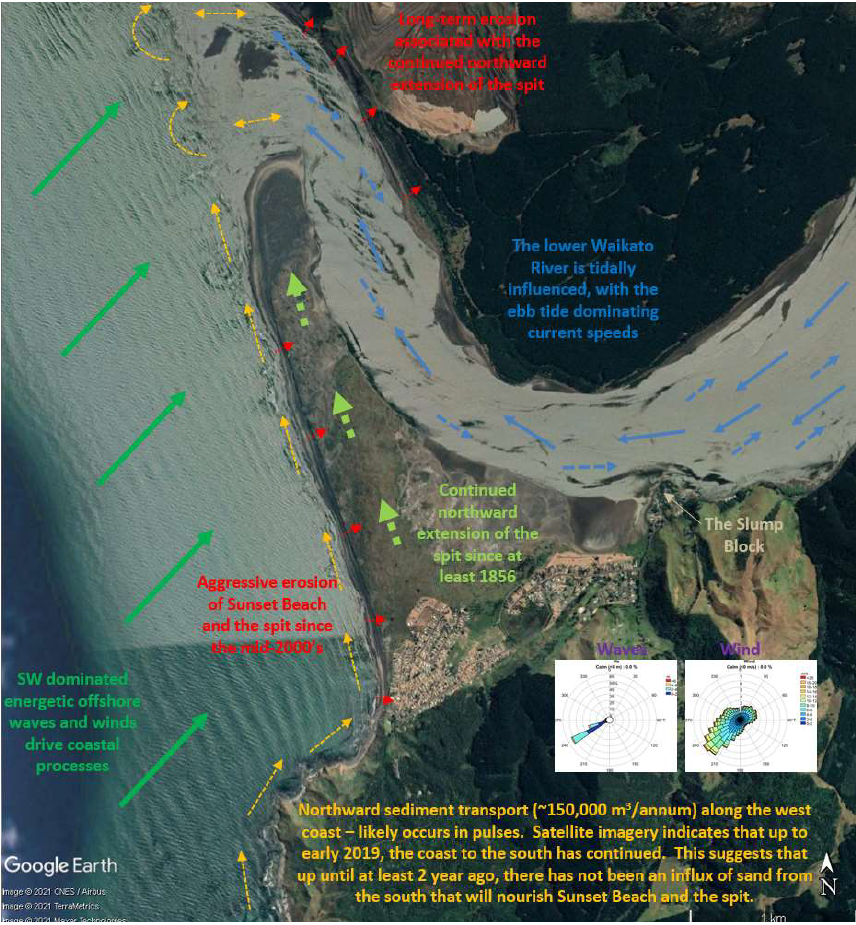 Long-term erosion
associated with the
continued northward
extension of the spit
The lower Waikato
River is tidally
influenced, with the
ebb tide dominating
current speeds
Continued
northward
extension of the
spit since at
least 1856
The Slump
Block
Aggressive erosion
of Sunset Beach
and the spit since
the mid-2000's
SW dominated
energetic offshore
waves and winds
drive coastal
processes
Waves
Wind
Northward sediment transport (~150,000 m³/annum) along the west
coast – likely occurs in pulses. Satellite imagery indicates that up to
early 2019, the coast to the south has continued. This suggests that
up until at least 2 year ago, there has not been an influx of sand from
the south that will nourish Sunset Beach and the spit.
Google Earth
Image © 2021 CNES / Airbus
Image © 2021 TerraMetrics
Image © 2021 Maxar Technologies
N
1 km